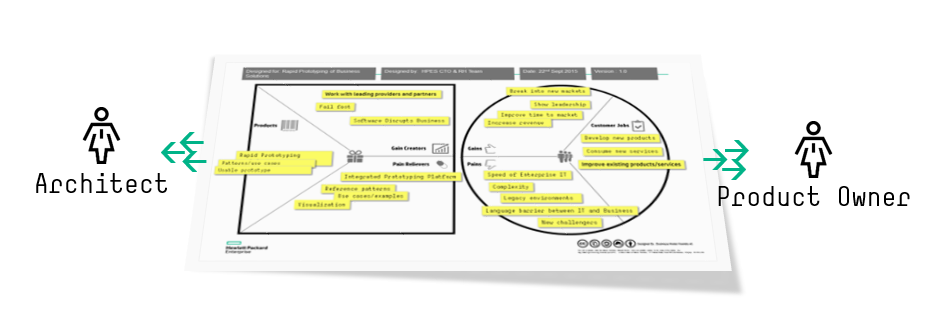 Designed for: Rapid Prototyping of Business Solutions
Designed by: HPES CTO & RH Team
Date: 22nd Sept 2015
Version: 1.0
Work with leading providers and partners
Fail fast
Software Disrupts Business
Products
Gain Creators
Pain Relievers
Rapid Prototyping
Patterns/use cases
Usable prototype
Integrated Prototyping Platform
Reference patterns
Use cases/examples
Visualization
Break into new markets
Show leadership
Improve time to market
Increase revenue
Customer Jobs
Develop new products
Consume new services
Improve existing products/services
Gains
Pains
Speed of Enterprise IT
Complexity
Legacy environments
Language barrier between IT and Business
New challengers
Architect
Product Owner
Hewlett Packard
Enterprise